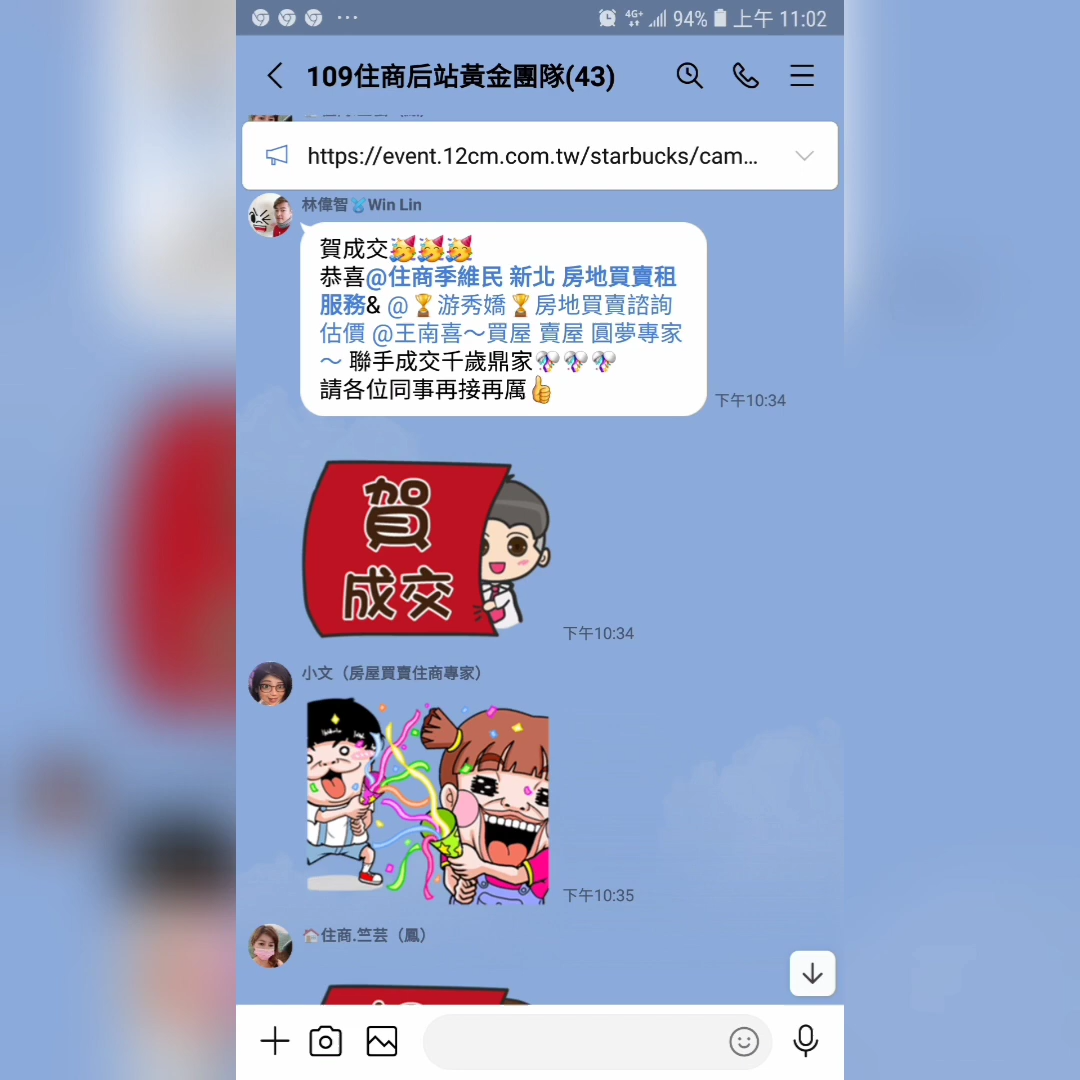 4G+ 94% 上午 11:02
109住商后站黃金團隊(43)
https://event.12cm.com.tw/starbucks/cam...
林偉智🥈Win Lin
賀成交🥳🥳🥳
恭喜@住商季維民 新北 房地買賣租
服務& @🏆游秀嬌🏆房地買賣諮詢
估價 @王南喜～買屋 賣屋 圓夢專家
～ 聯手成交千歲鼎家🎊🎊🎊
請各位同事再接再厲👍
下午10:34
賀
成交
下午10:34
小文（房屋買賣住商專家）
下午10:35
🏠住商.竺芸（鳳）